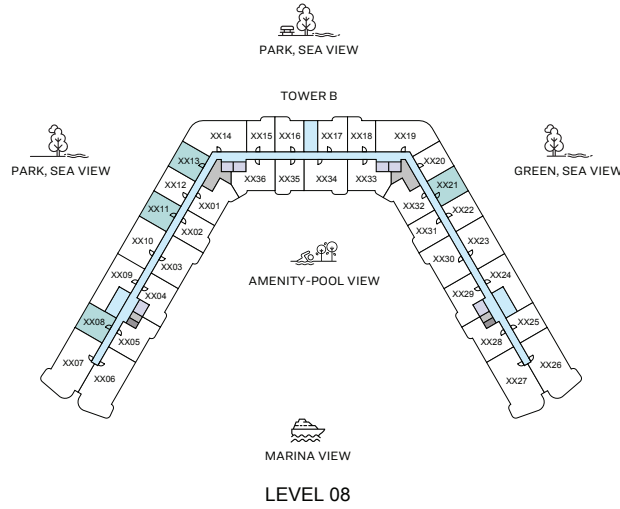 PARK, SEA VIEW
TOWER B
XX14
XX15
XX16
XX17
XX18
XX19
PARK, SEA VIEW
GREEN, SEA VIEW
XX13
XX20
XX12
XX36
XX35
XX34
XX33
XX21
XX11
XX01
XX32
XX22
XX02
XX31
XX10
XX23
XX03
XX30
XX09
XX24
AMENITY-POOL VIEW
XX04
XX29
XX08
XX25
XX05
XX28
XX07
XX26
XX06
XX27
MARINA VIEW
LEVEL 08